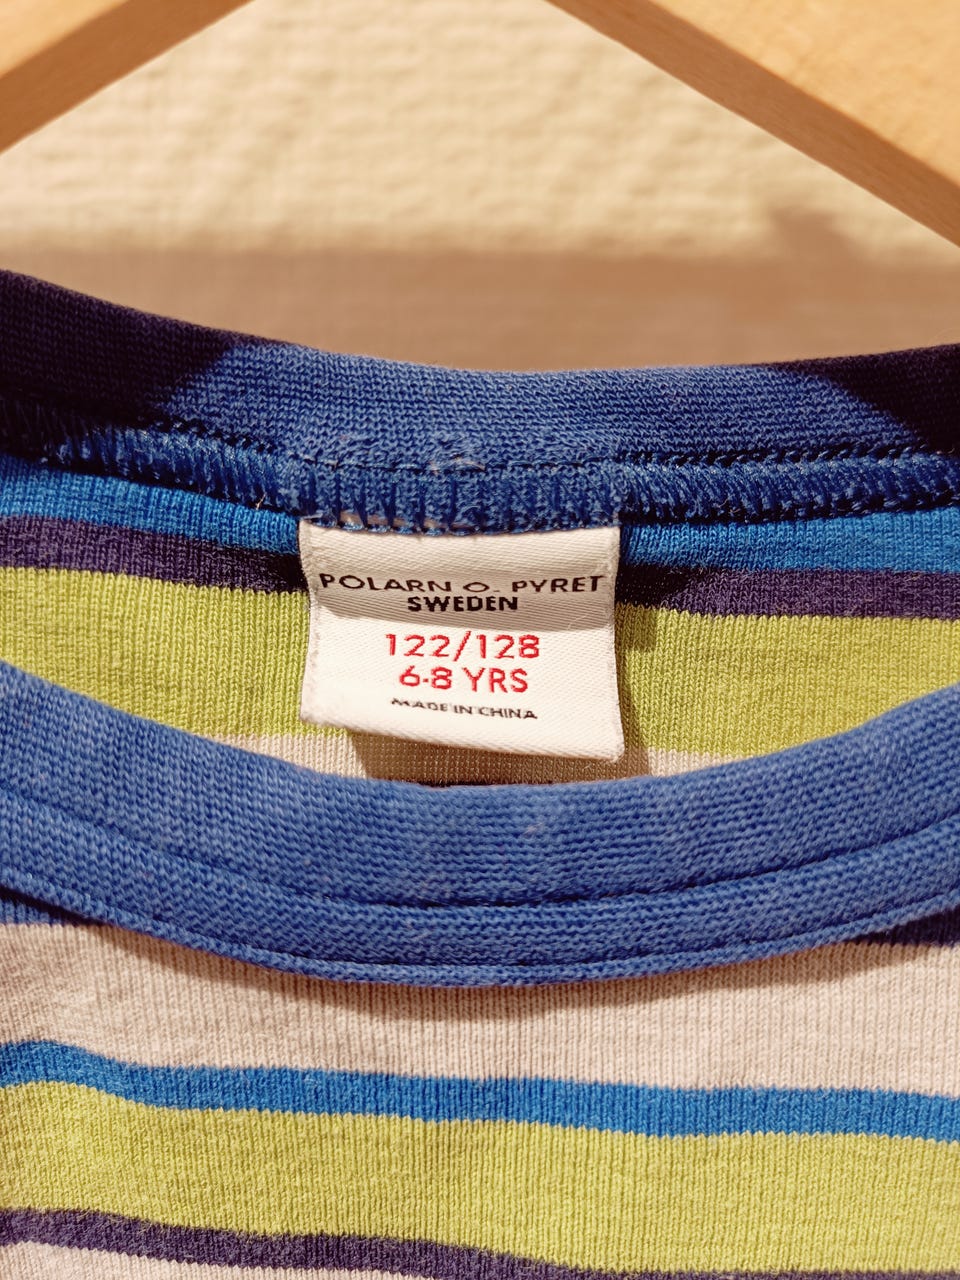 POLARN O. PYRET
SWEDEN
122/128
6-8 YRS
MADE IN CHINA